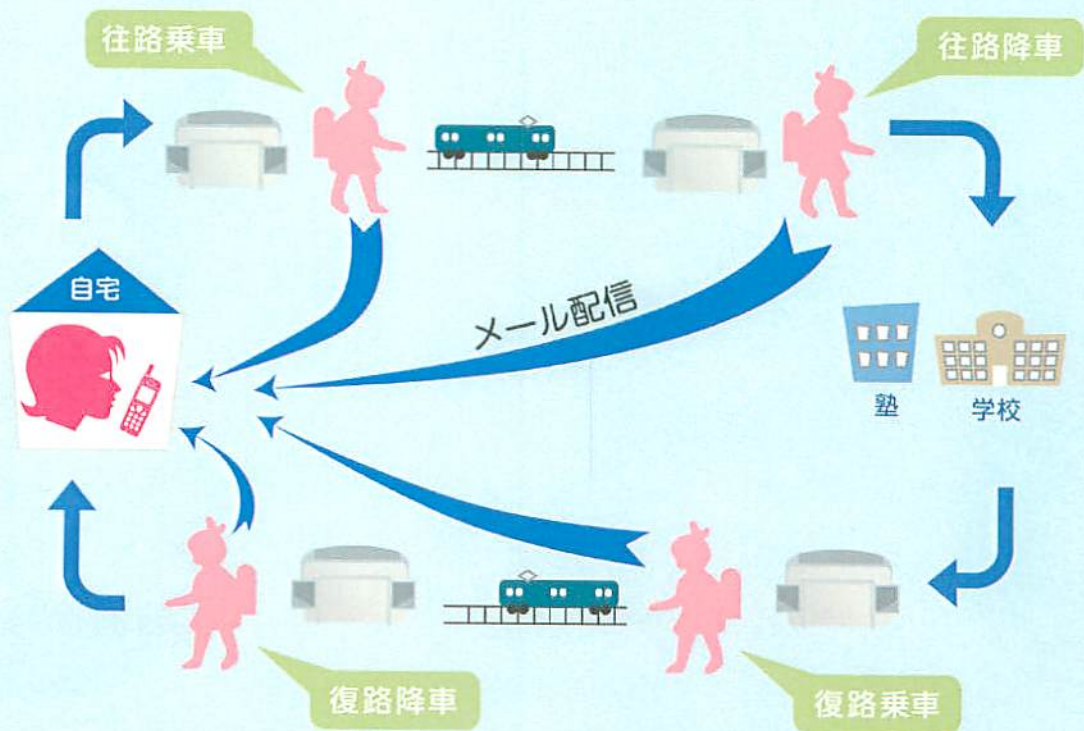 往路乗車
往路降車
自宅
メール配信
塾
学校
復路降車
復路乗車